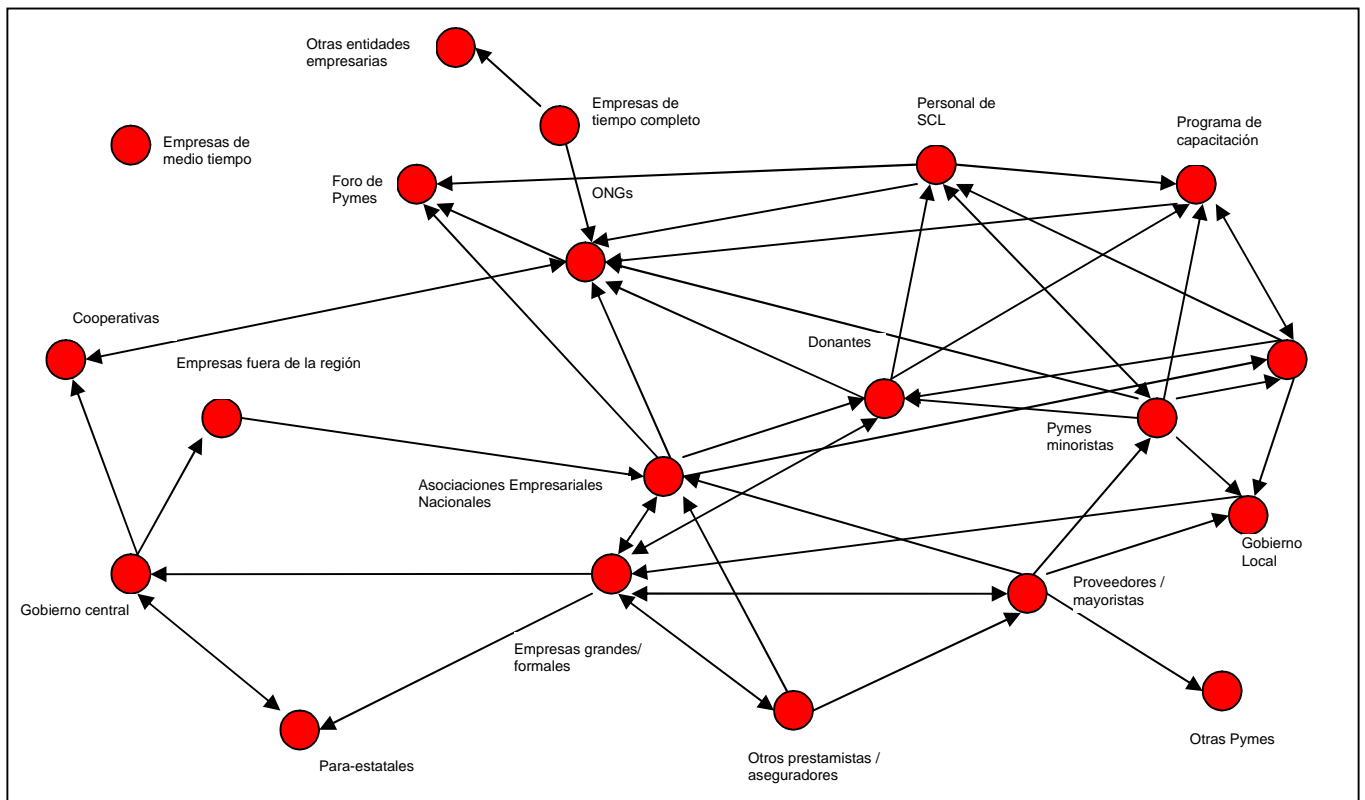 Otras entidades
empresarias
Empresas de
tiempo completo
Personal de
SCL
Programa de
capacitación
Empresas de
medio tiempo
Foro de
Pymes
ONGs
Cooperativas
Empresas fuera de la región
Donantes
Pymes
minoristas
Asociaciones Empresariales
Nacionales
Gobierno
Local
Gobierno central
Proveedores /
mayoristas
Empresas grandes/
formales
Otras Pymes
Para-estatales
Otros prestamistas /
aseguradores